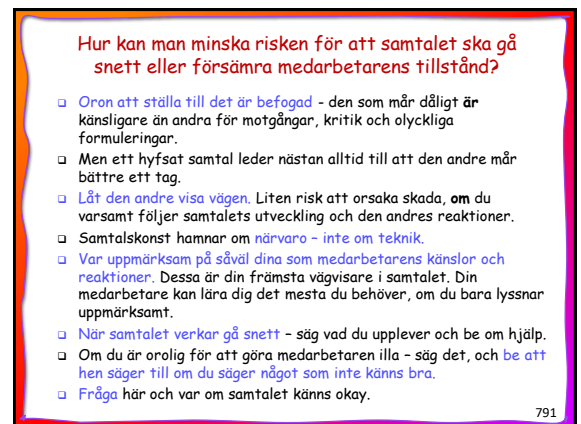 Hur kan man minska risken för att samtalet ska gå
snett eller försämra medarbetarens tillstånd?
Oron att ställa till det är befogad - den som mår dåligt är
känsligare än andra för motgångar, kritik och olyckliga
formuleringar.
Men ett hyfsat samtal leder nästan alltid till att den andre mår
bättre ett tag.
Låt den andre visa vägen. Liten risk att orsaka skada, om du
varsamt följer samtalets utveckling och den andres reaktioner.
Samtalskonst hamnar om närvaro – inte om teknik.
Var uppmärksam på såväl dina som medarbetarens känslor och
reaktioner. Dessa är din främsta vägvisare i samtalet. Din
medarbetare kan lära dig det mesta du behöver, om du bara lyssnar
uppmärksamt.
När samtalet verkar gå snett – säg vad du upplever och be om hjälp.
Om du är orolig för att göra medarbetaren illa – säg det, och be att
hen säger till om du säger något som inte känns bra.
Fråga här och var om samtalet känns okay.
791